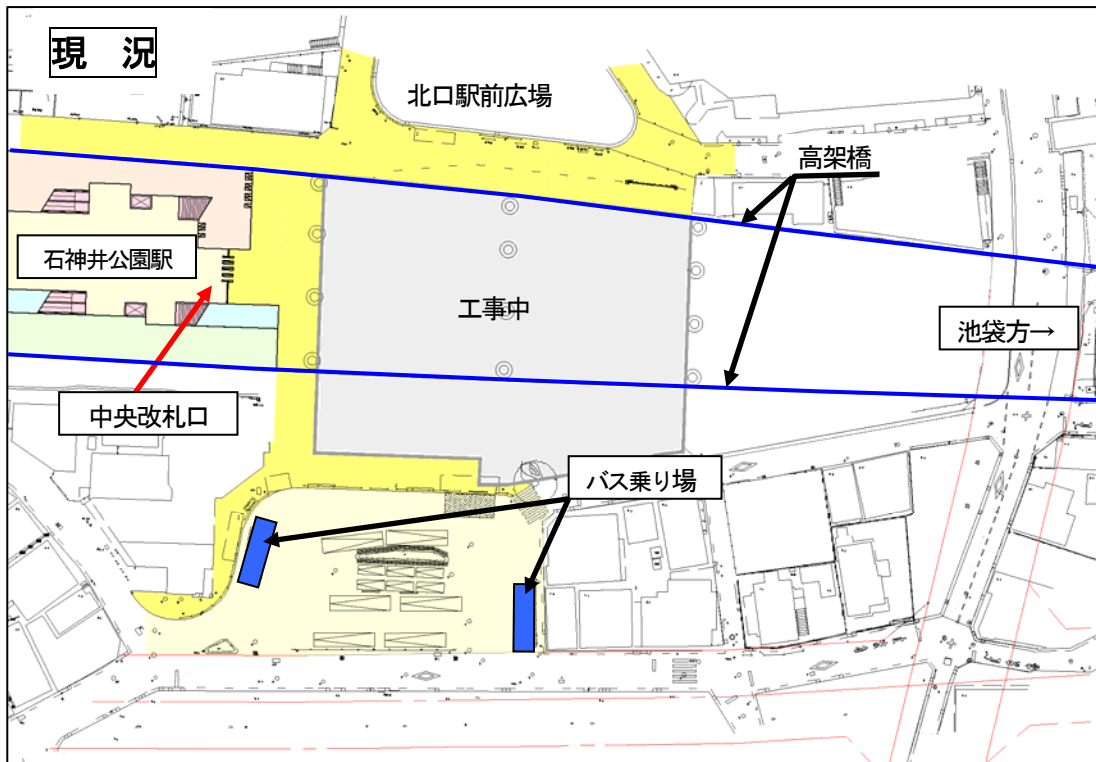 現　況
北口駅前広場
高架橋
石神井公園駅
工事中
池袋方→
中央改札口
バス乗り場